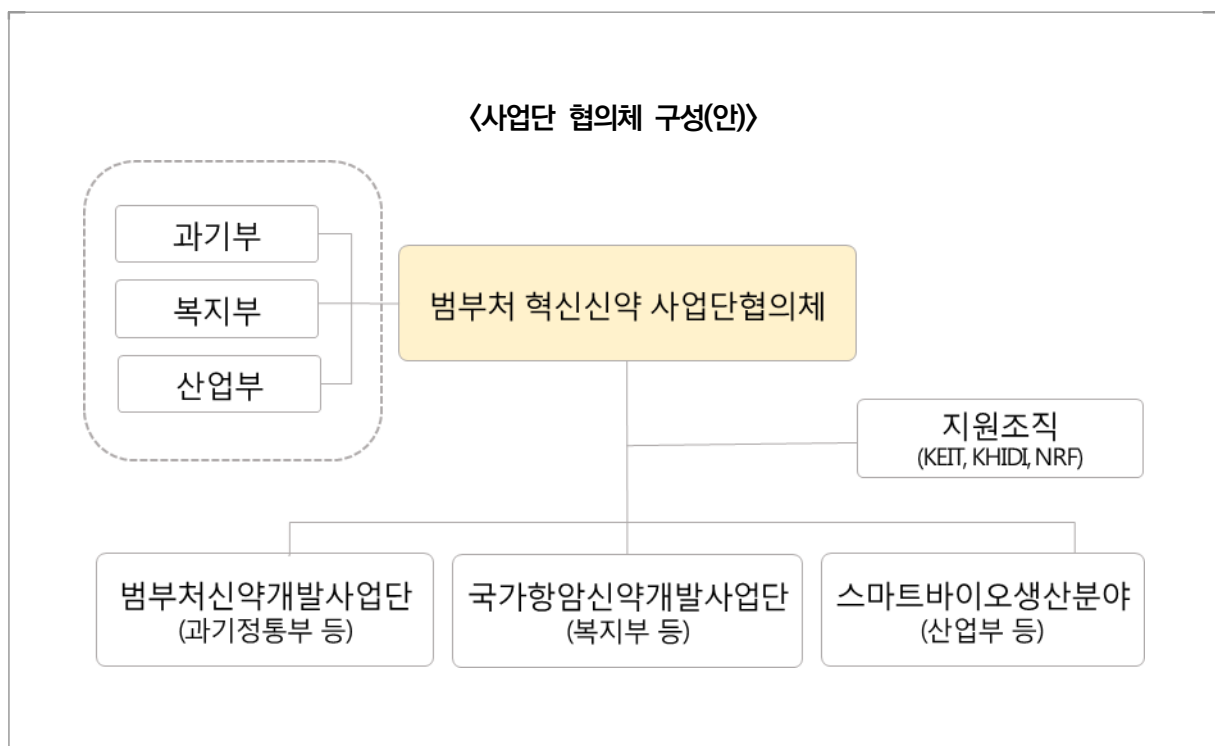 <사업단 협의체 구성(안)>
과기부
복지부
산업부
범부처 혁신신약 사업단협의체
지원조직
(KEIT, KHIDI, NRF)
범부처신약개발사업단
(과기정통부 등)
국가항암신약개발사업단
(복지부 등)
스마트바이오생산분야
(산업부 등)